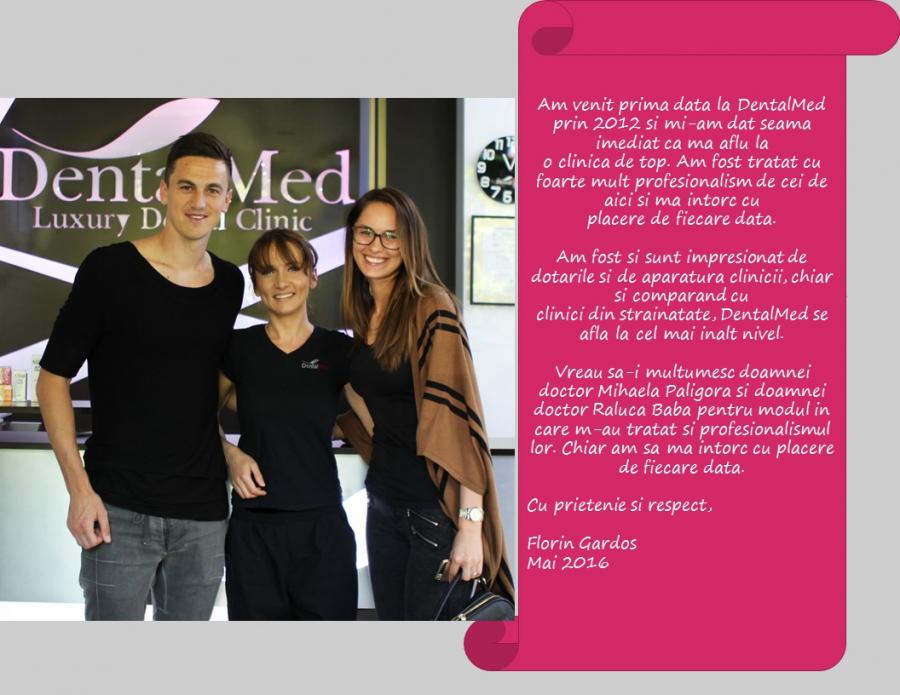 Denta Med
Luxury D l Clinic
DentalMed
Am venit prima data la DentalMed
prin 2012 si mi-am dat seama
imediat ca ma aflu la
o clinica de top. Am fost tratat cu
foarte mult profesionalism de cei de
aici si ma intorc cu
placere de fiecare data.
Am fost si sunt impresionat de
dotarile si de aparatura clinicii, chiar
si comparand cu
clinici din strainatate, DentalMed se
afla la cel mai inalt nivel.
Vreau sa-i multumesc doamnei
doctor Mihaela Paligora si doamnei
doctor Raluca Baba pentru modul in
care m-au tratat si profesionalismul
lor. Chiar am sa ma intorc cu placere
de fiecare data.
Cu prietenie si respect,
Florin Gardos
Mai 2016